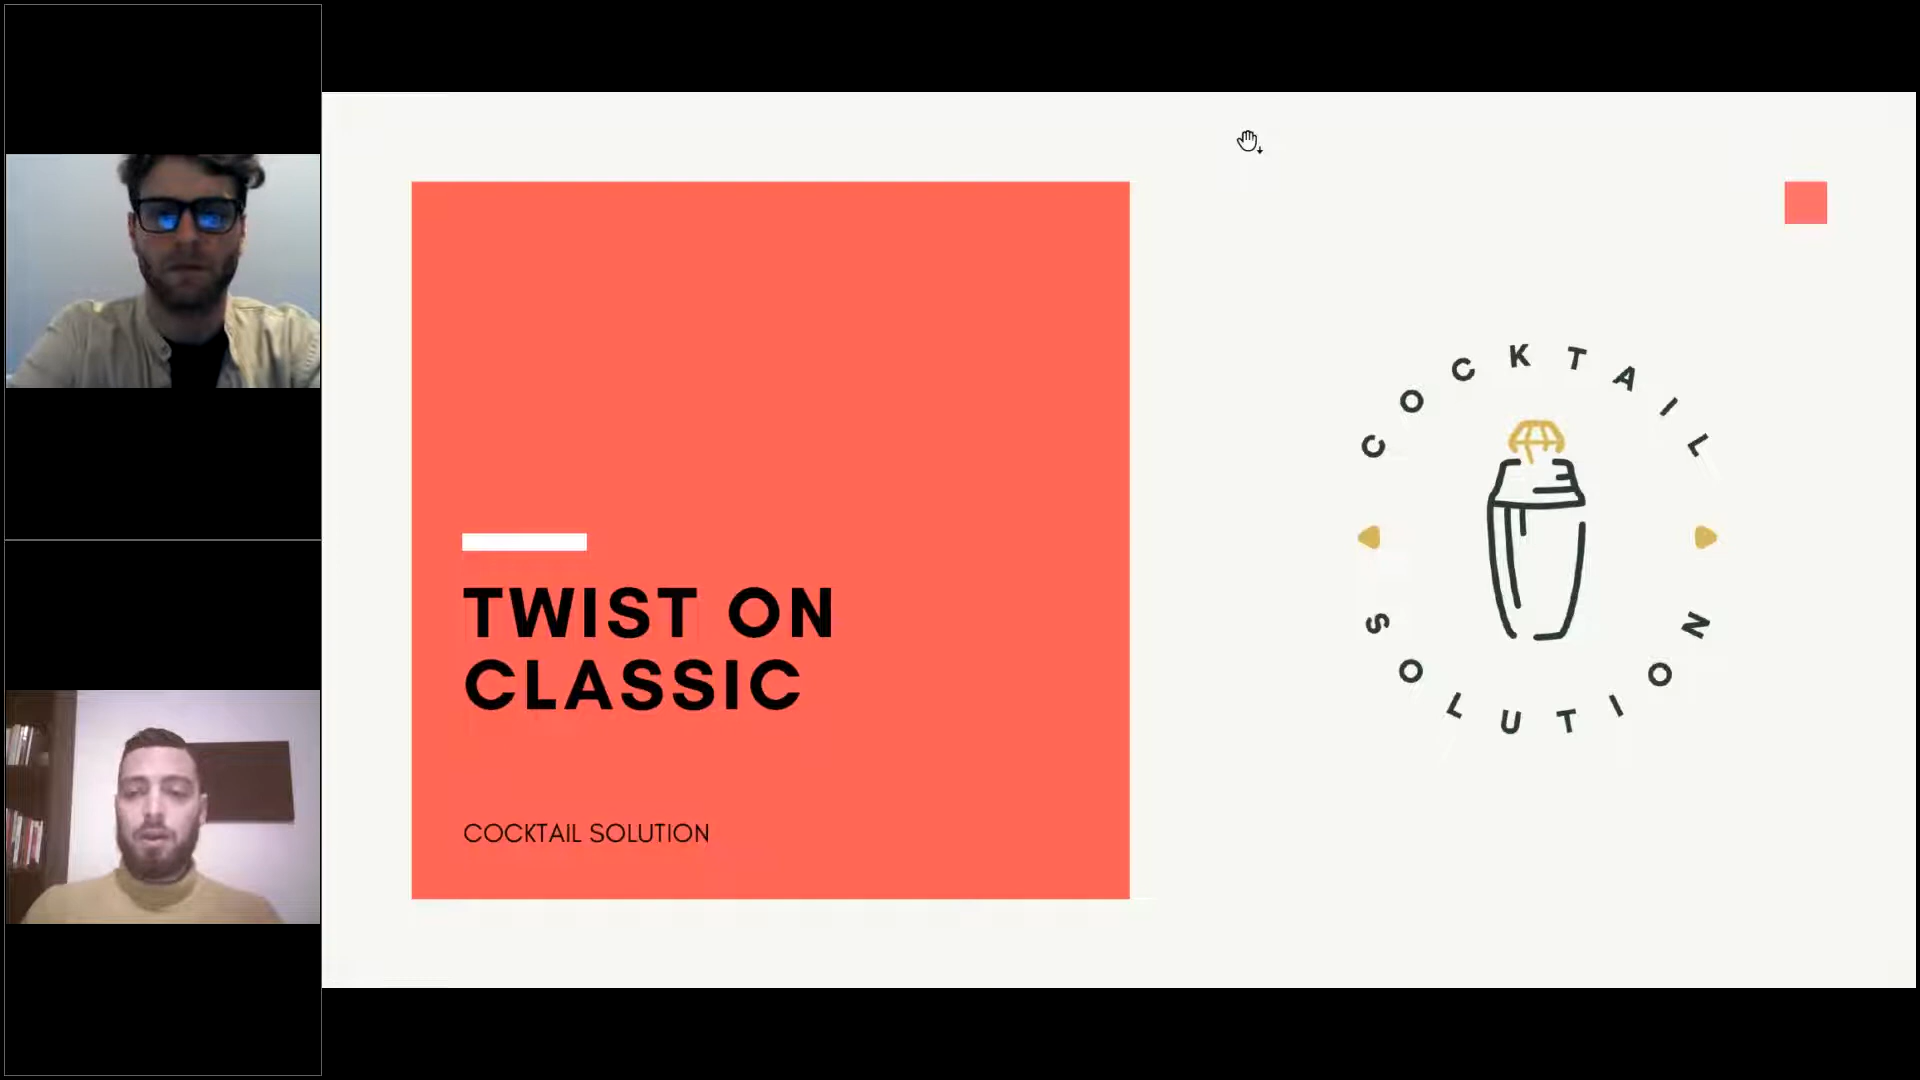 TWIST ON
CLASSIC
COCKTAIL SOLUTION
COCKTAIL
SOLUTION